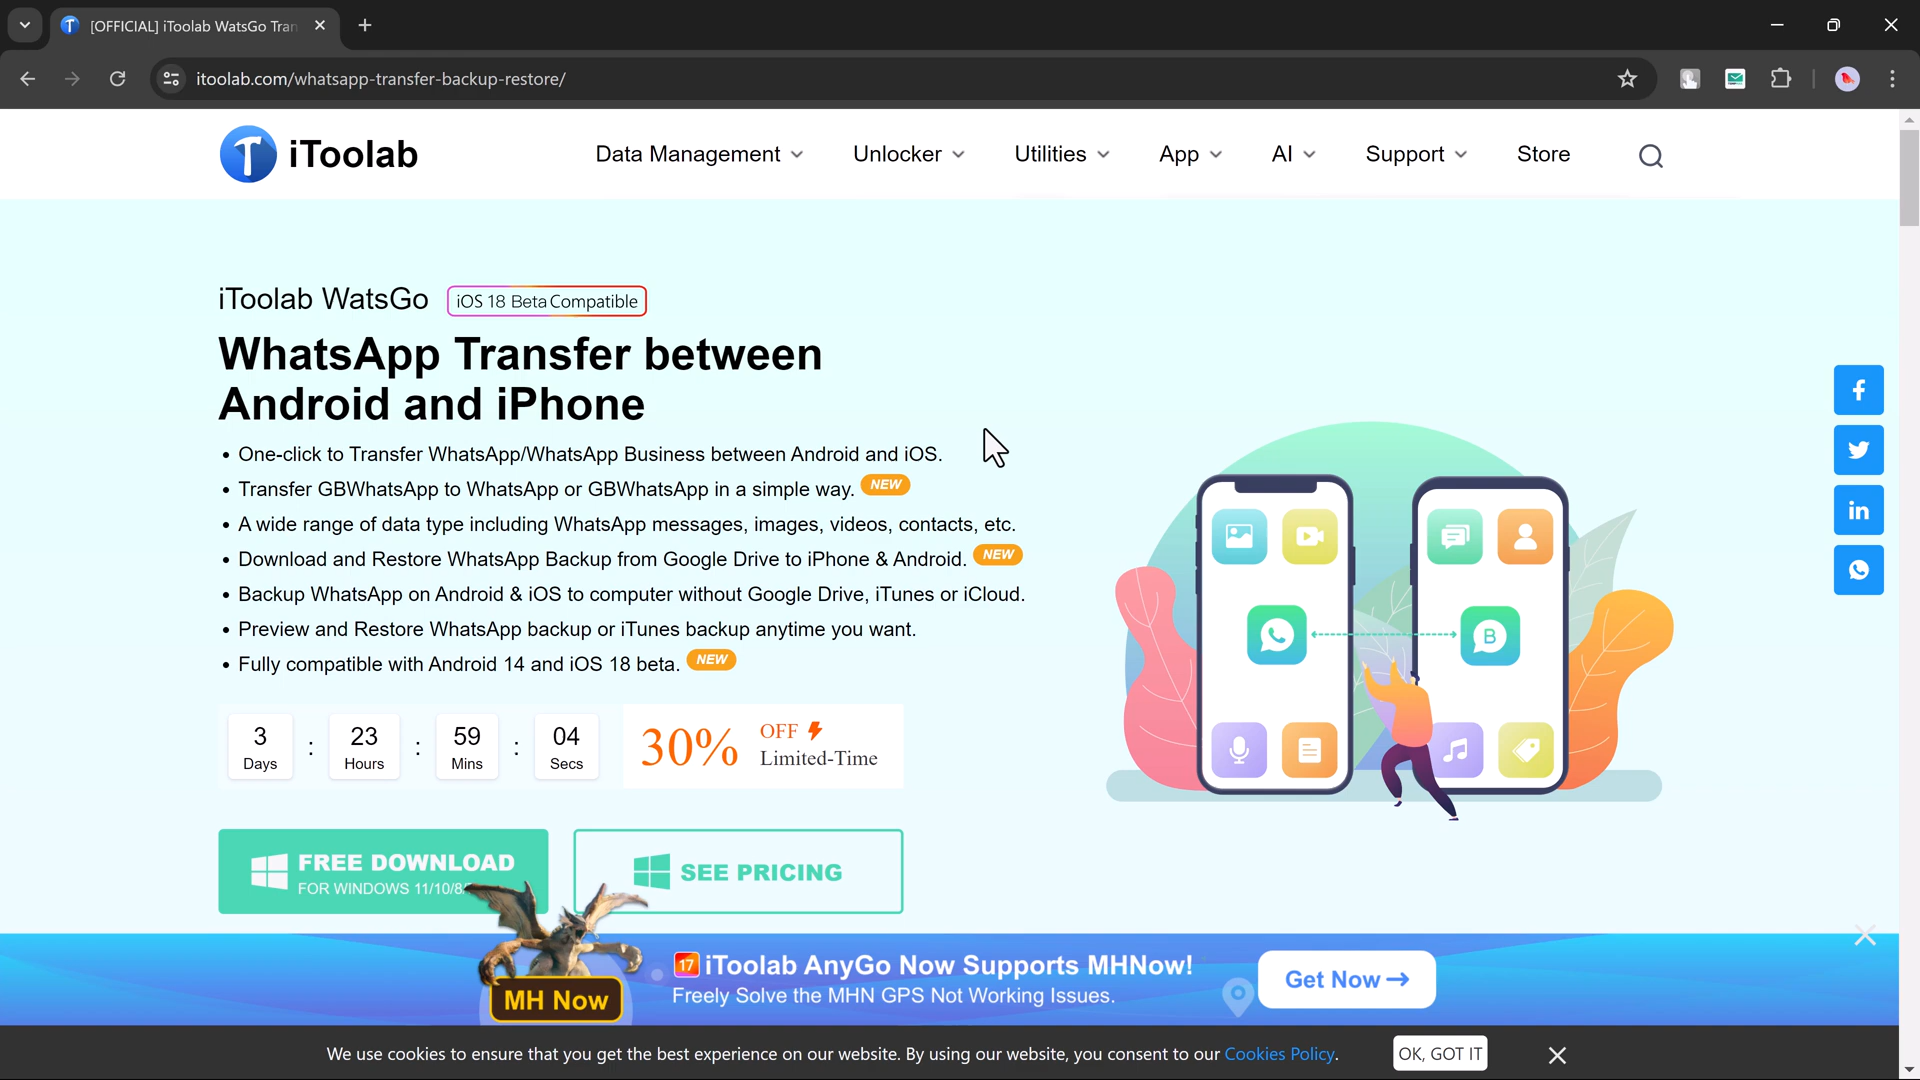 [OFFICIAL] iToolab WatsGo Tran
itoolab.com/whatsapp-transfer-backup-restore/
iToolab
Data Management
Unlocker
Utilities
App
AI
Support
Store
iToolab WatsGo
iOS 18 Beta Compatible
WhatsApp Transfer between
Android and iPhone
• One-click to Transfer WhatsApp/WhatsApp Business between Android and iOS.
• Transfer GBWhatsApp to WhatsApp or GBWhatsApp in a simple way. NEW
• A wide range of data type including WhatsApp messages, images, videos, contacts, etc.
• Download and Restore WhatsApp Backup from Google Drive to iPhone & Android. NEW
• Backup WhatsApp on Android & iOS to computer without Google Drive, iTunes or iCloud.
• Preview and Restore WhatsApp backup or iTunes backup anytime you want.
• Fully compatible with Android 14 and iOS 18 beta. NEW
3 : 23 : 59 : 04
Days Hours Mins Secs
30% OFF
Limited-Time
FREE DOWNLOAD
FOR WINDOWS 11/10/8/
SEE PRICING
B
MH Now
17 iToolab AnyGo Now Supports MHNow!
Freely Solve the MHN GPS Not Working Issues.
Get Now →
We use cookies to ensure that you get the best experience on our website. By using our website, you consent to our Cookies Policy.
OK, GOT IT